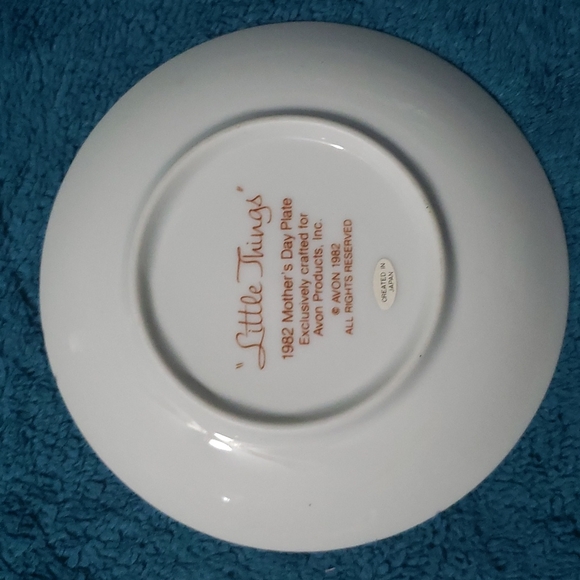 "Little Things"
1982 Mother's Day Plate
Exclusively crafted for
Avon Products, Inc.
© AVON 1982
ALL RIGHTS RESERVED
CREATED IN
JAPAN